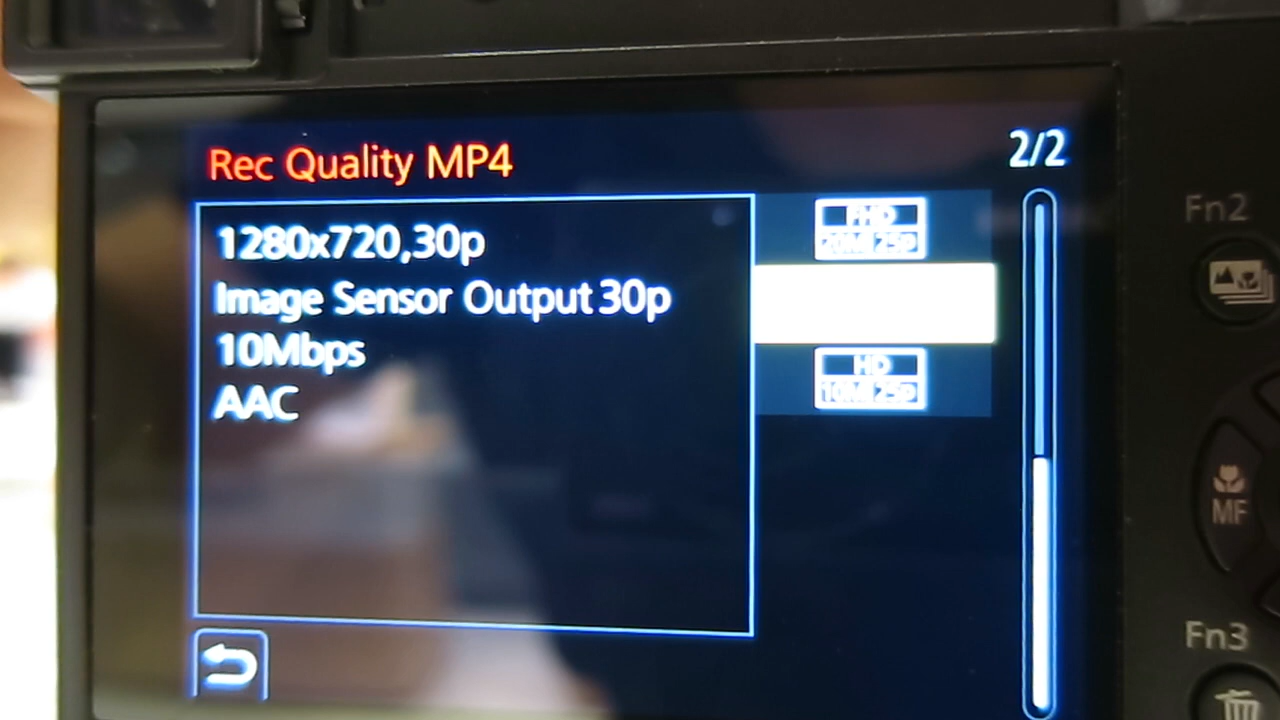 Rec Quality MP4
2/2
1280x720,30p
Image Sensor Output 30p
10Mbps
AAC
FHD
20M 25p
HD
10M 25p
Fn2
MF
Fn3